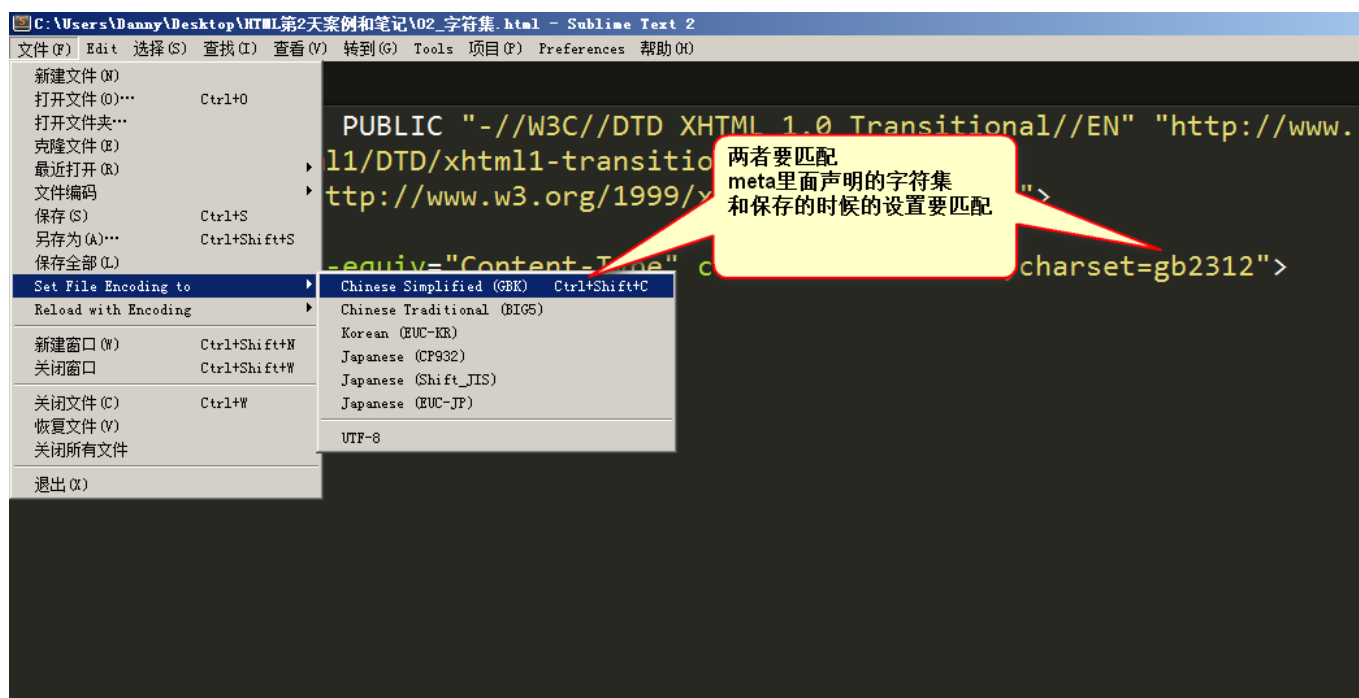 C:\Users\Danny\Desktop\HTML第2天案例和笔记\02_字符集.html - Sublime Text 2
文件(F) Edit 选择(S) 查找(I) 查看(V) 转到(G) Tools 项目(P) Preferences 帮助(H)
新建文件(N)
打开文件(O)… Ctrl+O
打开文件夹…
克隆文件(E)
最近打开(R)
文件编码
保存(S) Ctrl+S
另存为(A)… Ctrl+Shift+S
保存全部(L)
Set File Encoding to
Reload with Encoding
新建窗口(W) Ctrl+Shift+N
关闭窗口 Ctrl+Shift+W
关闭文件(C) Ctrl+W
恢复文件(V)
关闭所有文件
退出(X)
Chinese Simplified (GBK) Ctrl+Shift+C
Chinese Traditional (BIG5)
Korean (EUC-KR)
Japanese (CP932)
Japanese (Shift_JIS)
Japanese (EUC-JP)
UTF-8
PUBLIC "-//W3C//DTD XHTML 1.0 Transitional//EN" "http://www.
l1/DTD/xhtml1-transitio
ttp://www.w3.org/1999/x ">
-equiv="Content-Type" c charset=gb2312">
两者要匹配
meta里面声明的字符集
和保存的时候的设置要匹配